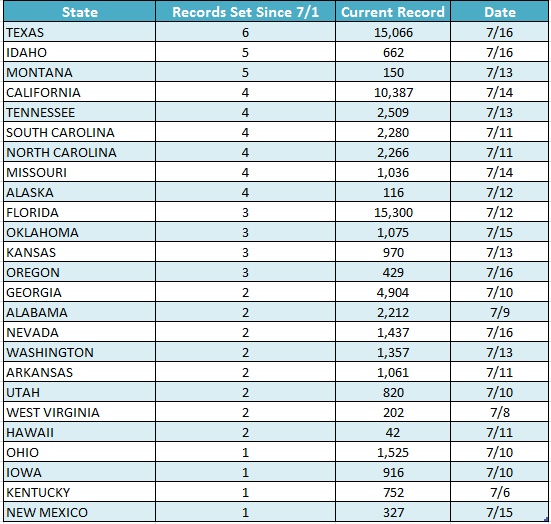 State Records Set Since 7/1 Current Record Date
TEXAS 6 15,066 7/16
IDAHO 5 662 7/16
MONTANA 5 150 7/13
CALIFORNIA 4 10,387 7/14
TENNESSEE 4 2,509 7/13
SOUTH CAROLINA 4 2,280 7/11
NORTH CAROLINA 4 2,266 7/11
MISSOURI 4 1,036 7/14
ALASKA 4 116 7/12
FLORIDA 3 15,300 7/12
OKLAHOMA 3 1,075 7/15
KANSAS 3 970 7/13
OREGON 3 429 7/16
GEORGIA 2 4,904 7/10
ALABAMA 2 2,212 7/9
NEVADA 2 1,437 7/16
WASHINGTON 2 1,357 7/13
ARKANSAS 2 1,061 7/11
UTAH 2 820 7/10
WEST VIRGINIA 2 202 7/8
HAWAII 2 42 7/11
OHIO 1 1,525 7/10
IOWA 1 916 7/10
KENTUCKY 1 752 7/6
NEW MEXICO 1 327 7/15